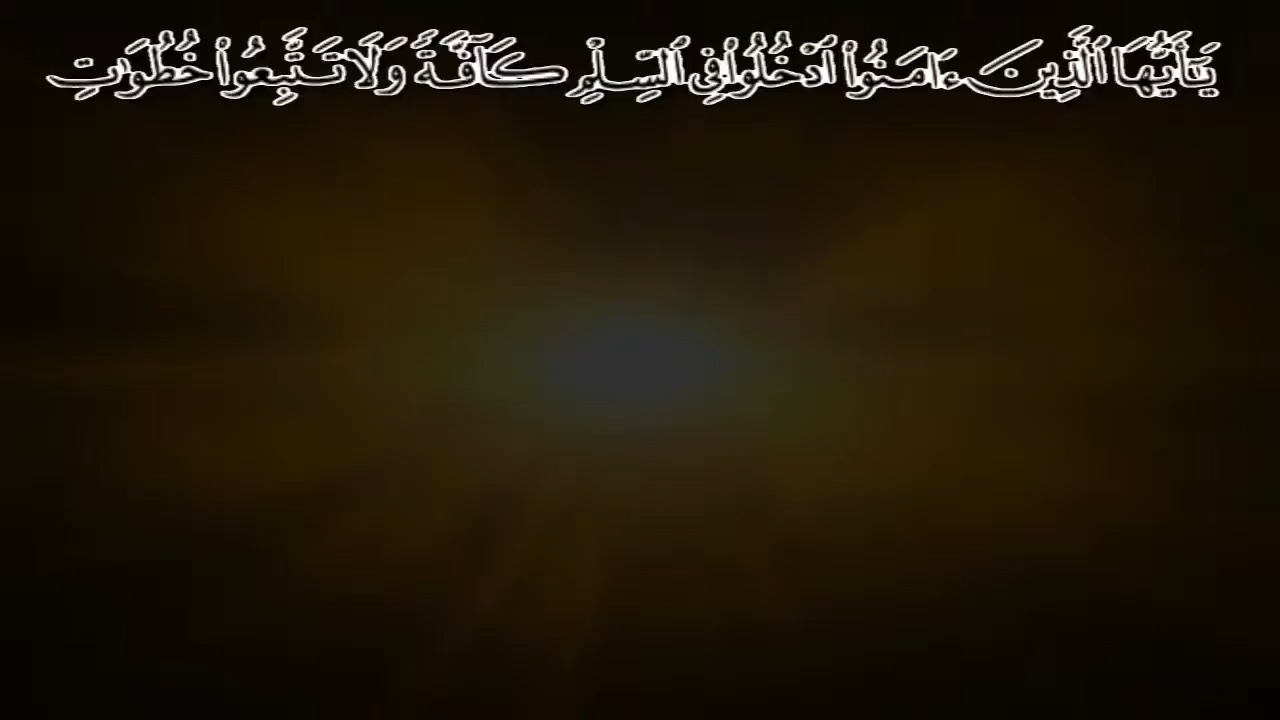 يَٰٓأَيُّهَا ٱلَّذِينَ ءَامَنُوا۟ ٱدْخُلُوا۟ فِى ٱلسِّلْمِ كَآفَّةً وَلَا تَتَّبِعُوا۟ خُطُوَٰتِ